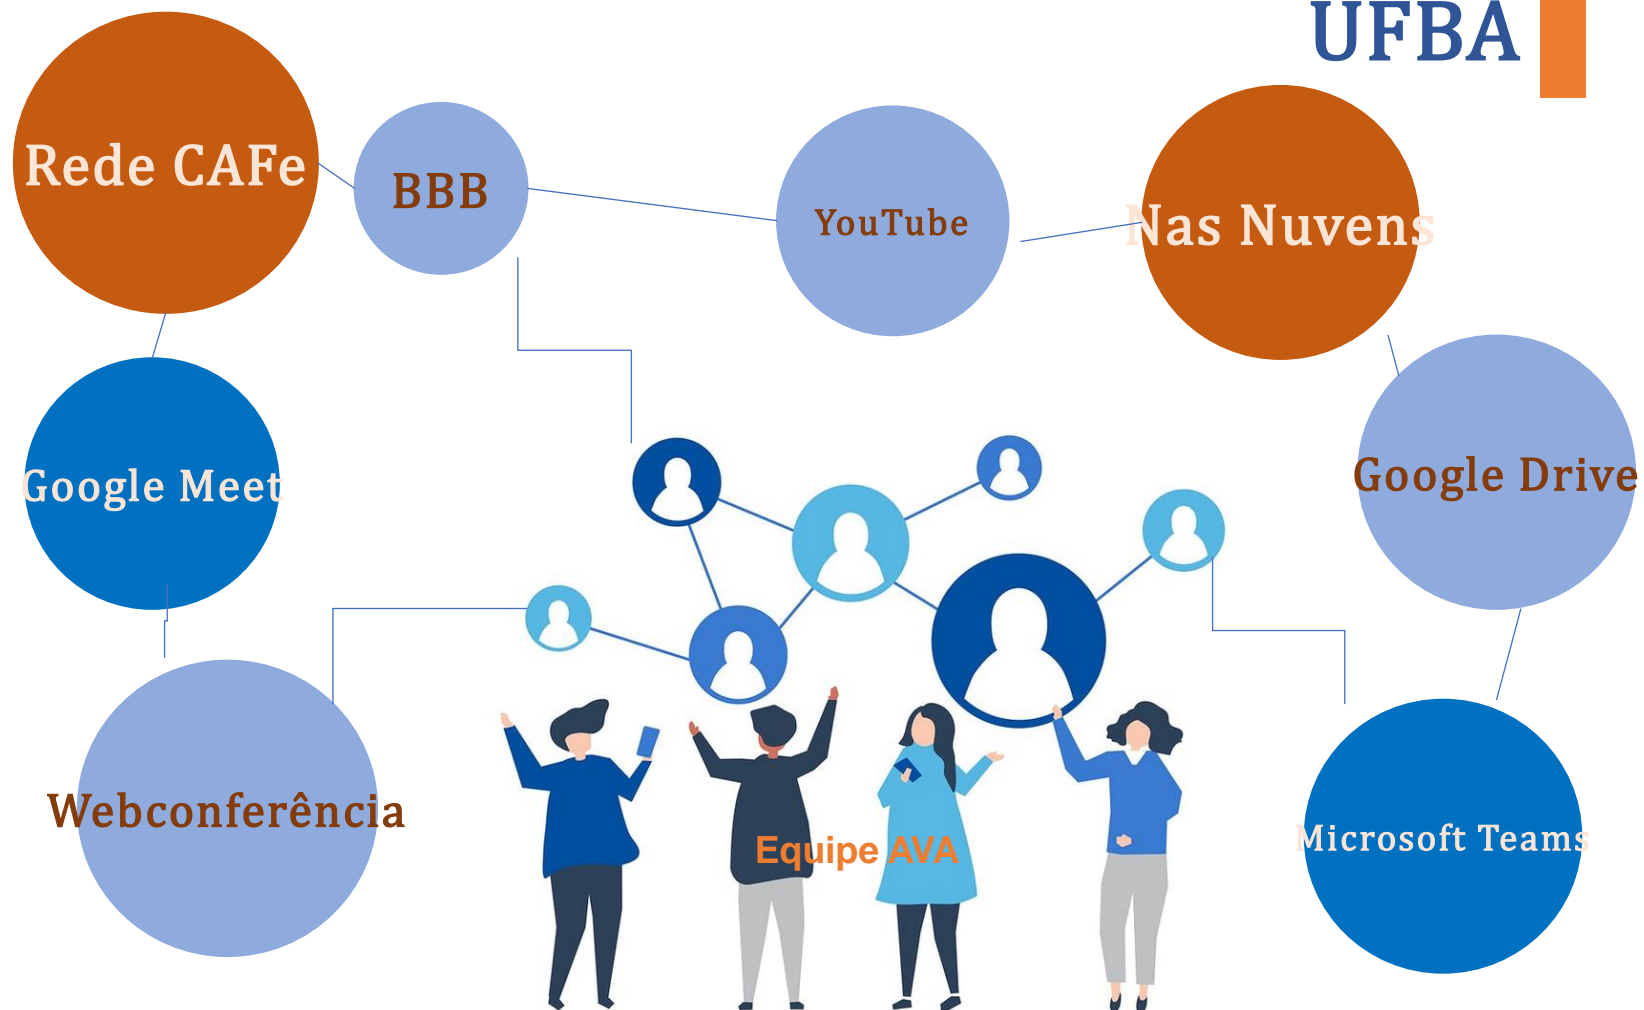 UFBA
Rede CAFe
BBB
YouTube
Nas Nuvens
Google Meet
Google Drive
Webconferência
Equipe AVA
Microsoft Teams